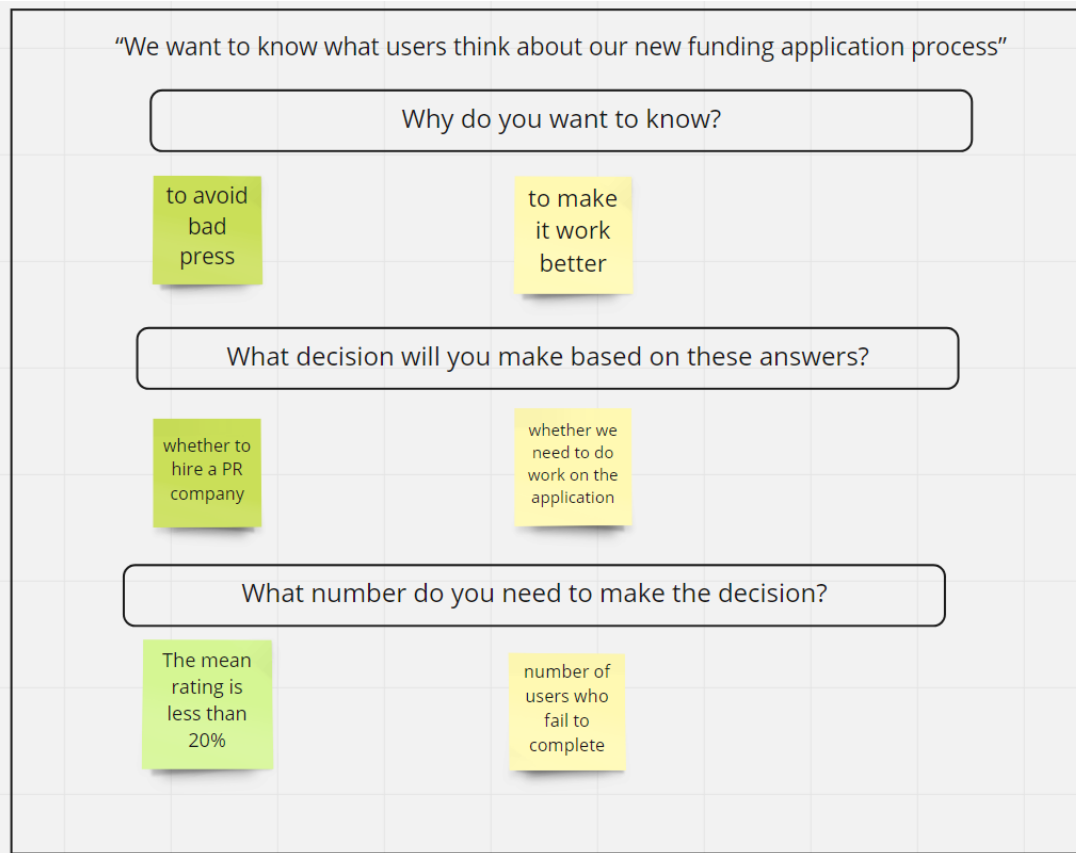 “We want to know what users think about our new funding application process”
Why do you want to know?
to avoid
bad
press
to make
it work
better
What decision will you make based on these answers?
whether to
hire a PR
company
whether we
need to do
work on the
application
What number do you need to make the decision?
The mean
rating is
less than
20%
number of
users who
fail to
complete